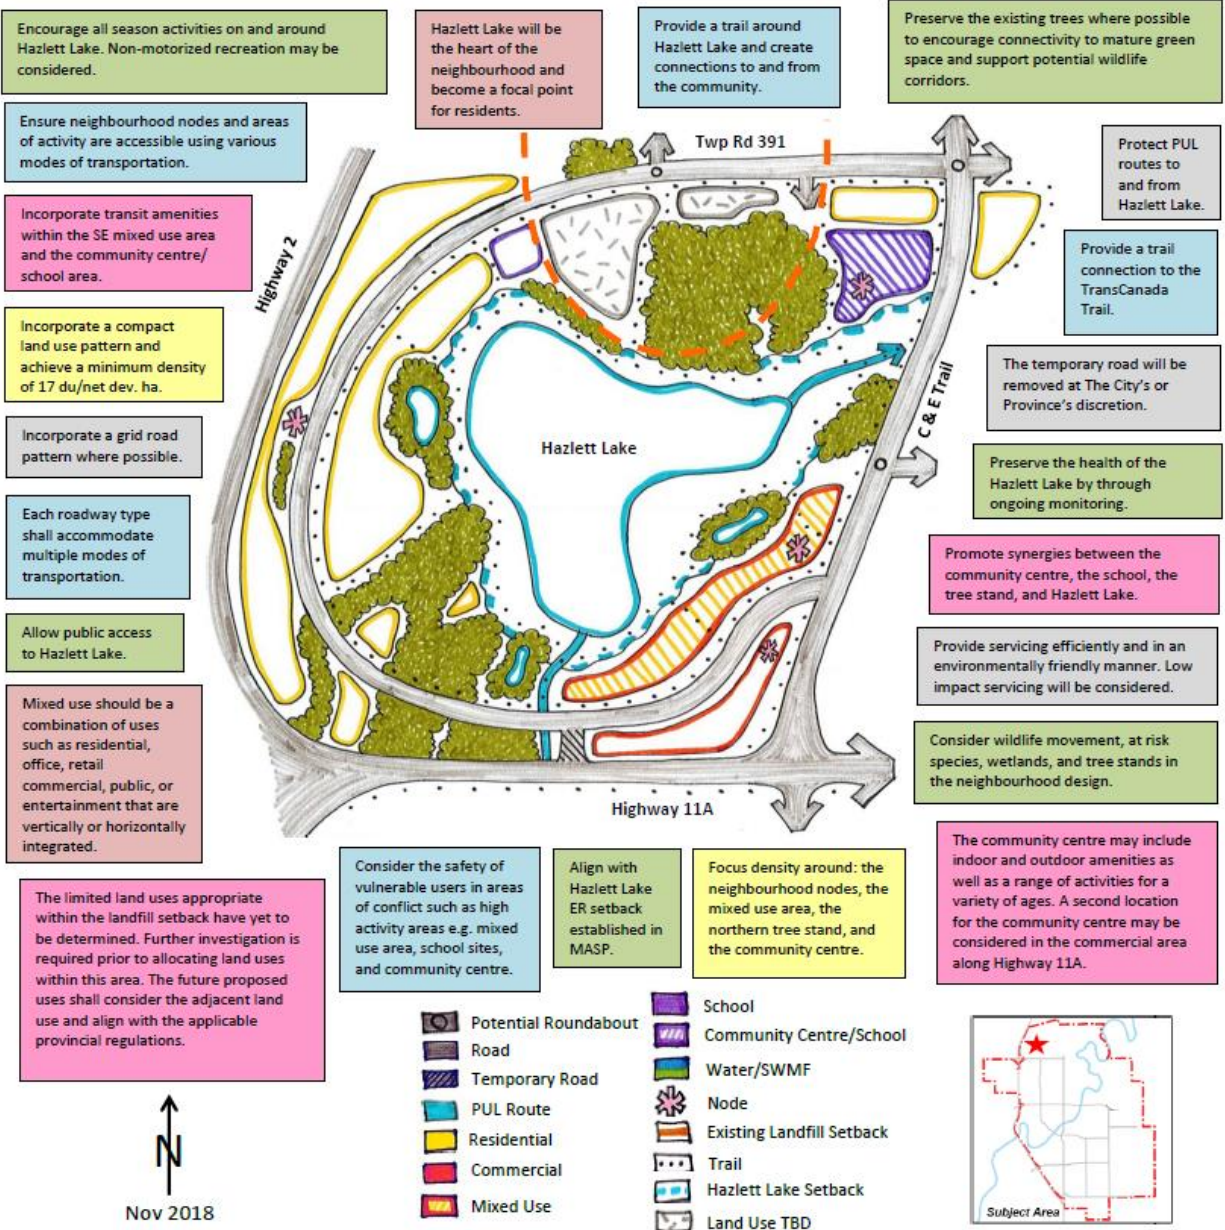 Encourage all season activities on and around
Hazlett Lake. Non-motorized recreation may be
considered.
Hazlett Lake will be
the heart of the
neighbourhood and
become a focal point
for residents.
Provide a trail around
Hazlett Lake and create
connections to and from
the community.
Preserve the existing trees where possible
to encourage connectivity to mature green
space and support potential wildlife
corridors.
Ensure neighbourhood nodes and areas
of activity are accessible using various
modes of transportation.
Twp Rd 391
Protect PUL
routes to
and from
Hazlett Lake.
Incorporate transit amenities
within the SE mixed use area
and the community centre/
school area.
Highway 2
Provide a trail
connection to the
TransCanada
Trail.
Incorporate a compact
land use pattern and
achieve a minimum density
of 17 du/net dev. ha.
The temporary road will be
removed at The City's or
Province's discretion.
C & E Trail
Incorporate a grid road
pattern where possible.
Hazlett Lake
Preserve the health of the
Hazlett Lake by through
ongoing monitoring.
Each roadway type
shall accommodate
multiple modes of
transportation.
Promote synergies between the
community centre, the school, the
tree stand, and Hazlett Lake.
Allow public access
to Hazlett Lake.
Provide servicing efficiently and in an
environmentally friendly manner. Low
impact servicing will be considered.
Mixed use should be a
combination of uses
such as residential,
office, retail
commercial, public, or
entertainment that are
vertically or horizontally
integrated.
Consider wildlife movement, at risk
species, wetlands, and tree stands in
the neighbourhood design.
Highway 11A
The limited land uses appropriate
within the landfill setback have yet to
be determined. Further investigation is
required prior to allocating land uses
within this area. The future proposed
uses shall consider the adjacent land
use and align with the applicable
provincial regulations.
Consider the safety of
vulnerable users in areas
of conflict such as high
activity areas e.g. mixed
use area, school sites,
and community centre.
Align with
Hazlett Lake
ER setback
established in
MASP.
Focus density around: the
neighbourhood nodes, the
mixed use area, the
northern tree stand, and
the community centre.
The community centre may include
indoor and outdoor amenities as
well as a range of activities for a
variety of ages. A second location
for the community centre may be
considered in the commercial area
along Highway 11A.
Potential Roundabout
Road
Temporary Road
PUL Route
Residential
Commercial
Mixed Use
School
Community Centre/School
Water/SWMF
Node
Existing Landfill Setback
Trail
Hazlett Lake Setback
Land Use TBD
N
Nov 2018
Subject Area